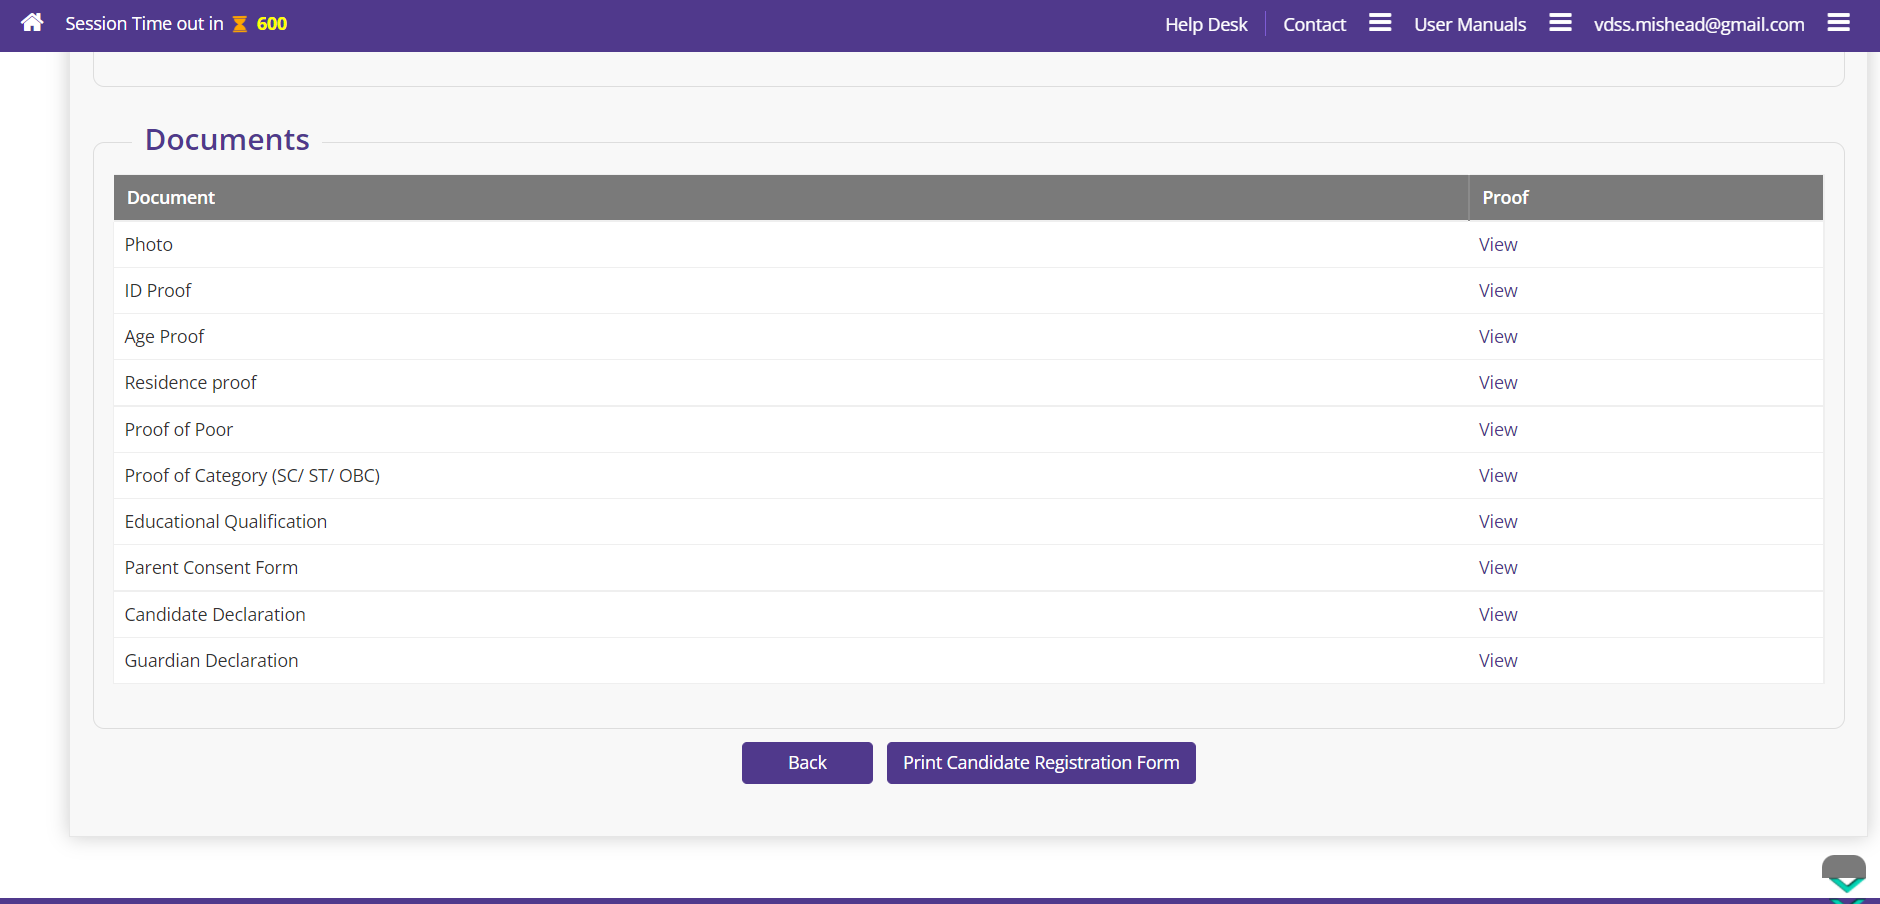 Session Time out in 600 Help Desk Contact User Manuals vdss.mishead@gmail.com
Documents
Document Proof
Photo View
ID Proof View
Age Proof View
Residence proof View
Proof of Poor View
Proof of Category (SC/ ST/ OBC) View
Educational Qualification View
Parent Consent Form View
Candidate Declaration View
Guardian Declaration View
Back Print Candidate Registration Form